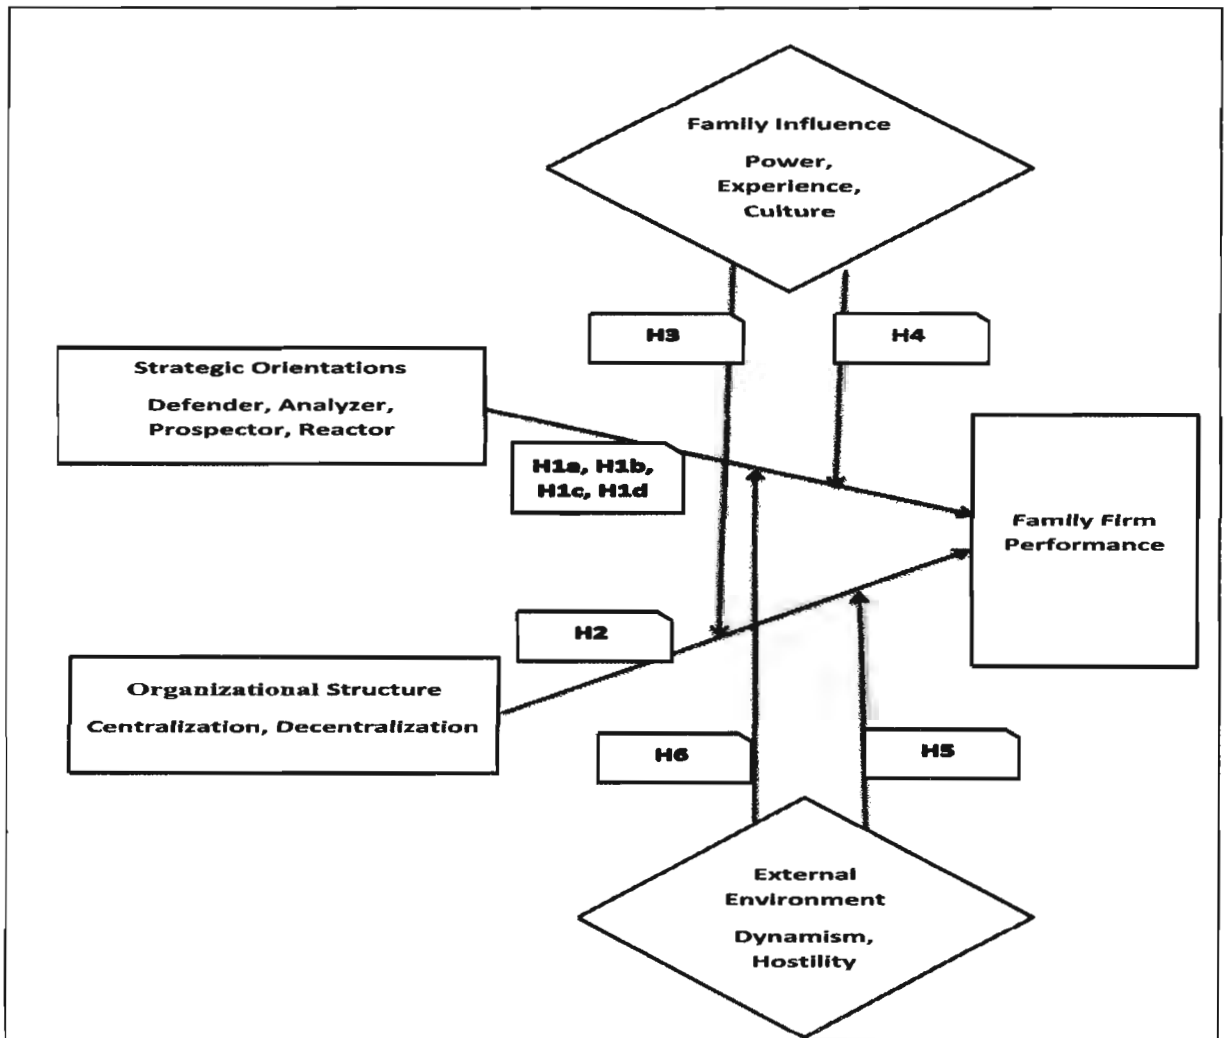 Family Influence
Power,
Experience,
Culture
H3
H4
Strategic Orientations
Defender, Analyzer,
Prospector, Reactor
H1a, H1b,
H1c, H1d
Family Firm
Performance
H2
Organizational Structure
Centralization, Decentralization
H6
H5
External
Environment
Dynamism,
Hostility